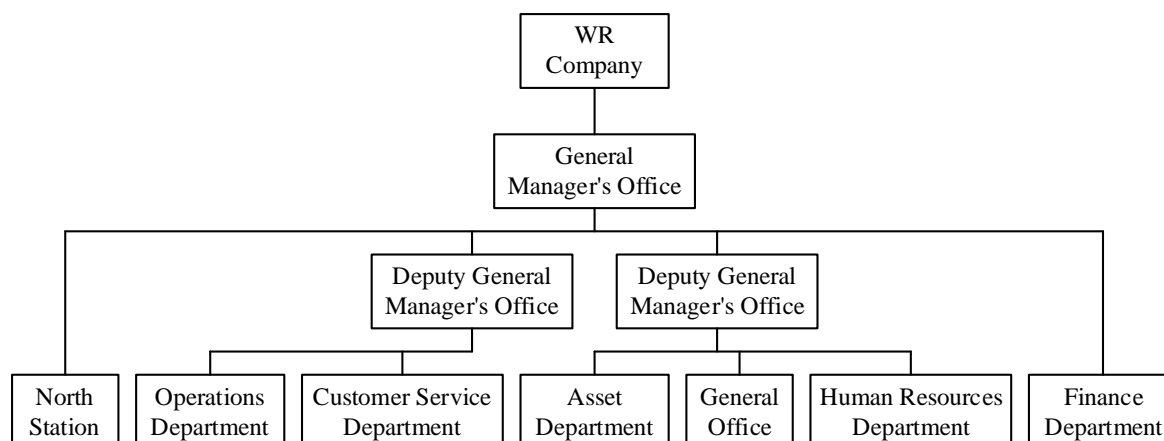 WR
Company
General
Manager's Office
Deputy General
Manager's Office
Deputy General
Manager's Office
North
Station
Operations
Department
Customer Service
Department
Asset
Department
General
Office
Human Resources
Department
Finance
Department